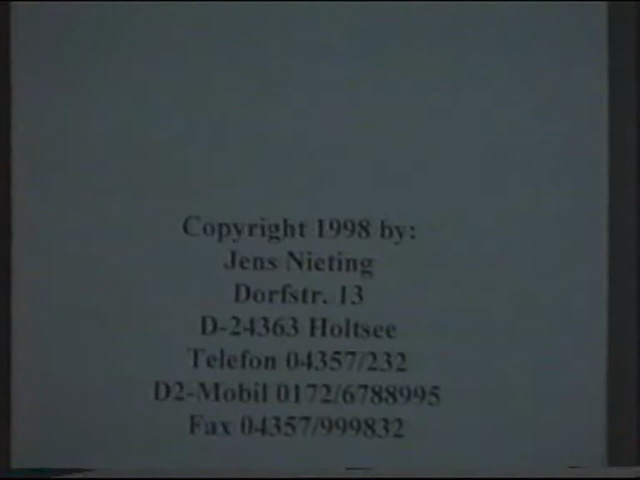 Copyright 1998 by:
Jens Nieting
Dorfstr. 13
D-24363 Holtsee
Telefon 04357/232
D2-Mobil 0172/6788995
Fax 04357/999832